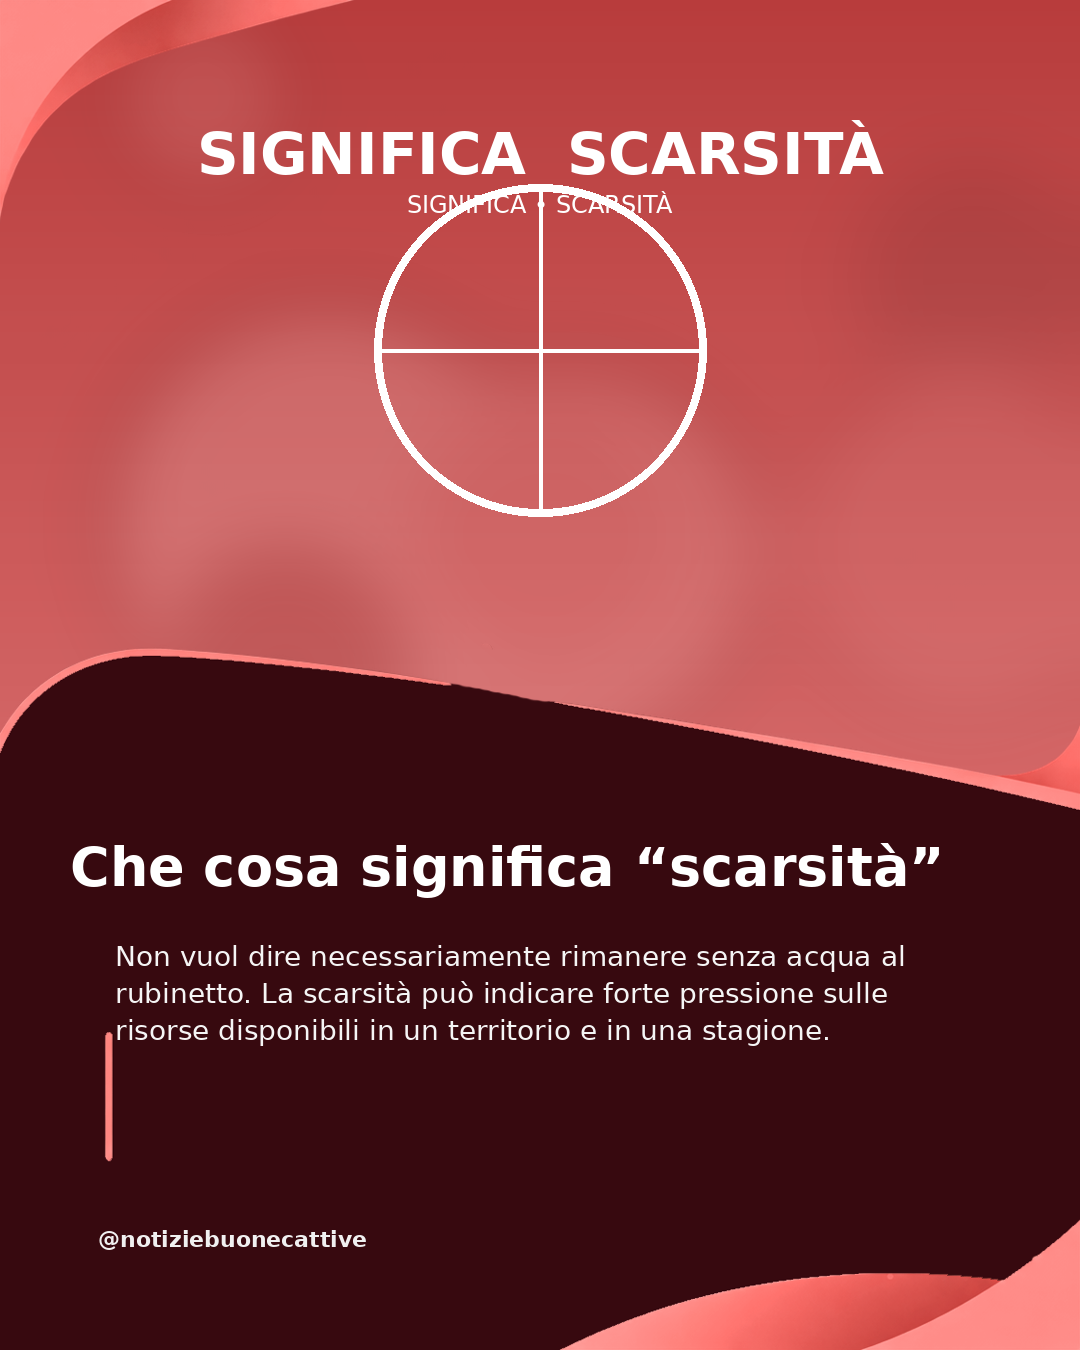 SIGNIFICA SCARSITÀ
SIGNIFICA • SCARSITÀ
Che cosa significa “scarsità”
Non vuol dire necessariamente rimanere senza acqua al
rubinetto. La scarsità può indicare forte pressione sulle
risorse disponibili in un territorio e in una stagione.
@notiziebuonecattive